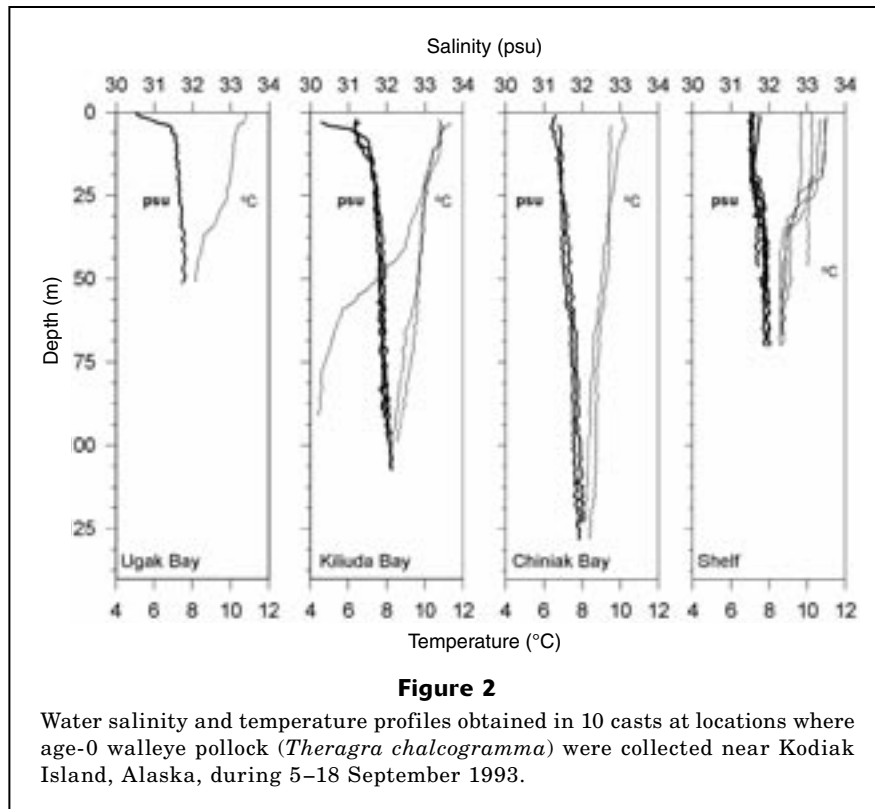 Salinity (psu)
30 31 32 33 34 30 31 32 33 34 30 31 32 33 34 30 31 32 33 34
0
25
psu °C psu °C psu °C psu
50
°C
Depth (m)
75
00
25
Ugak Bay Kiliuda Bay Chiniak Bay Shelf
4 6 8 10 12 4 6 8 10 12 4 6 8 10 12 4 6 8 10 12
Temperature (°C)
Figure 2
Water salinity and temperature profiles obtained in 10 casts at locations where
age-0 walleye pollock (Theragra chalcogramma) were collected near Kodiak
Island, Alaska, during 5–18 September 1993.